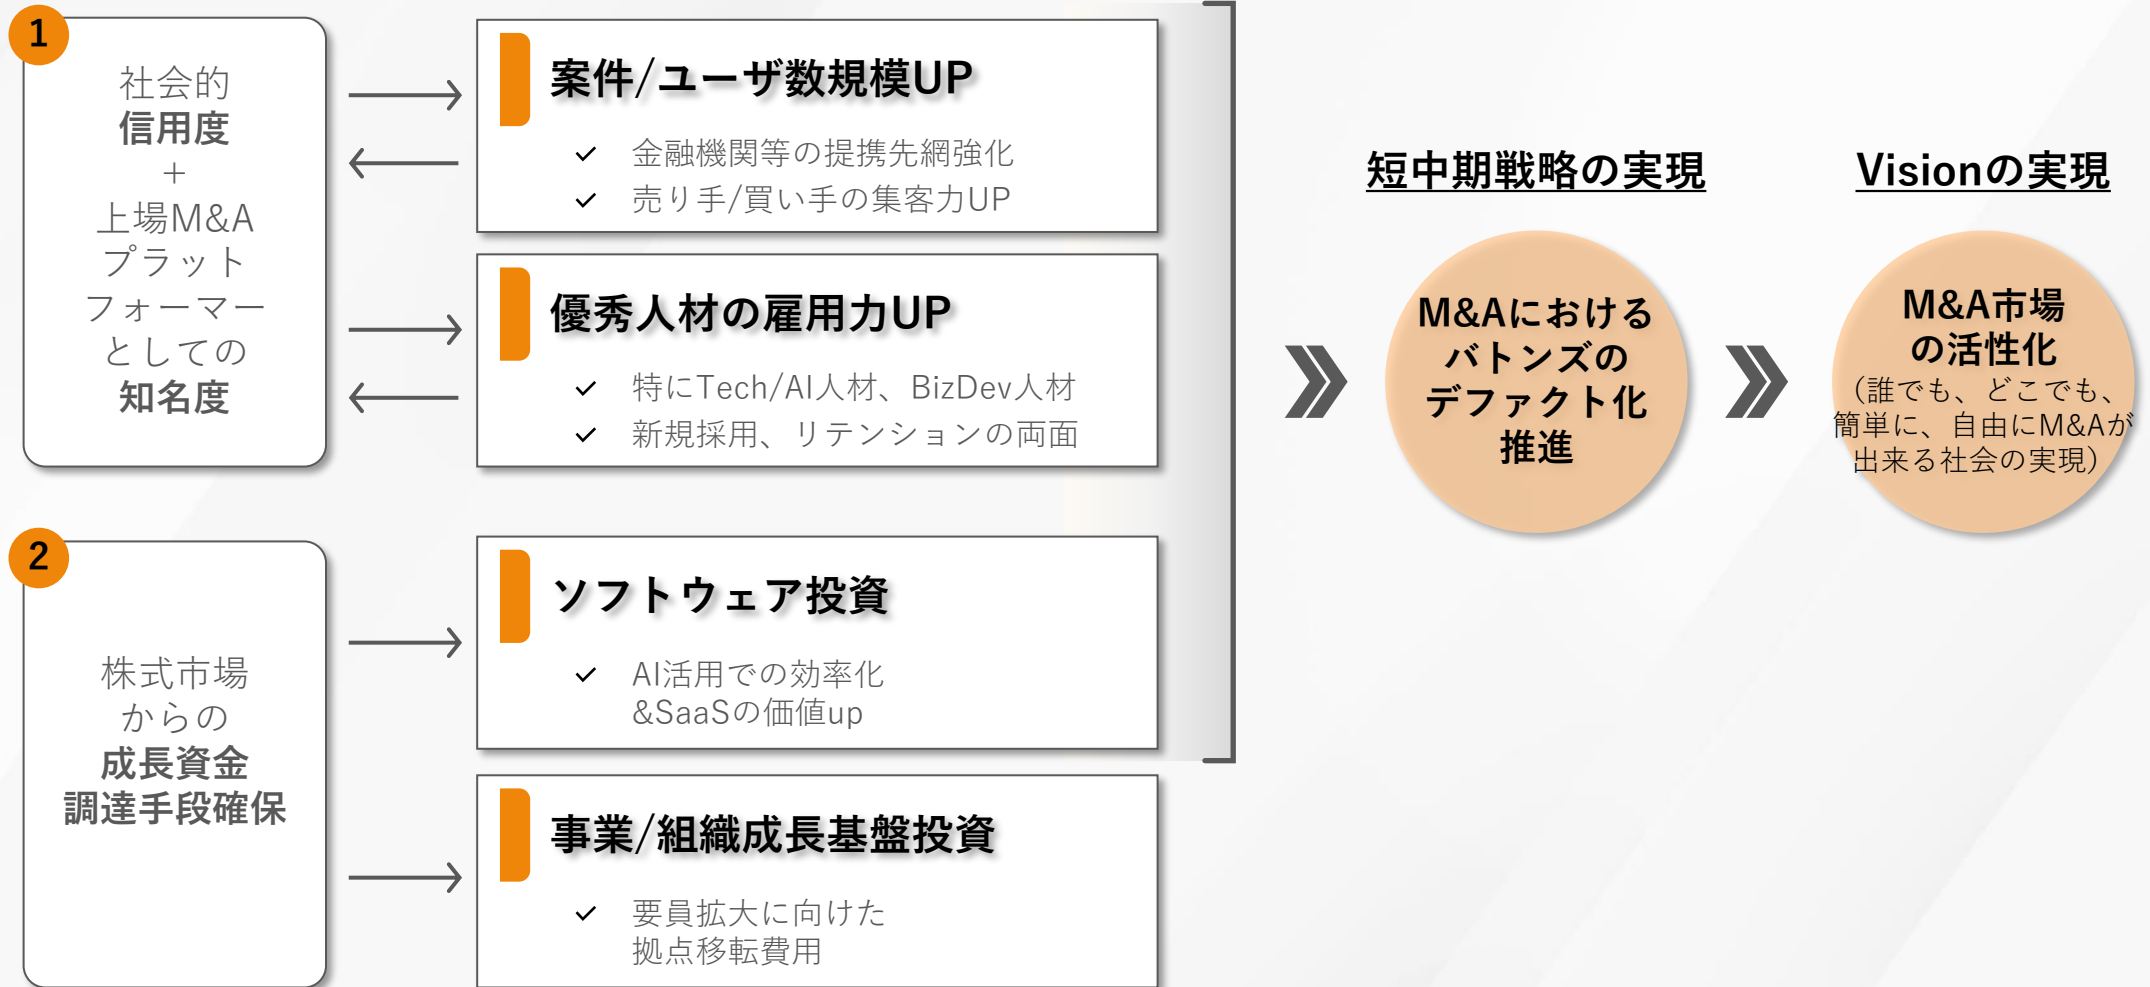 1
社会的
信用度
+
上場M&A
プラット
フォーマー
としての
知名度
案件/ユーザ数規模UP
✓ 金融機関等の提携先網強化
✓ 売り手/買い手の集客力UP
優秀人材の雇用力UP
✓ 特にTech/AI人材、BizDev人材
✓ 新規採用、リテンションの両面
2
株式市場
からの
成長資金
調達手段確保
ソフトウェア投資
✓ AI活用での効率化
&SaaSの価値up
事業/組織成長基盤投資
✓ 要員拡大に向けた
拠点移転費用
短中期戦略の実現
M&Aにおける
バトンズの
デファクト化
推進
Visionの実現
M&A市場
の活性化
（誰でも、どこでも、
簡単に、自由にM&Aが
出来る社会の実現）